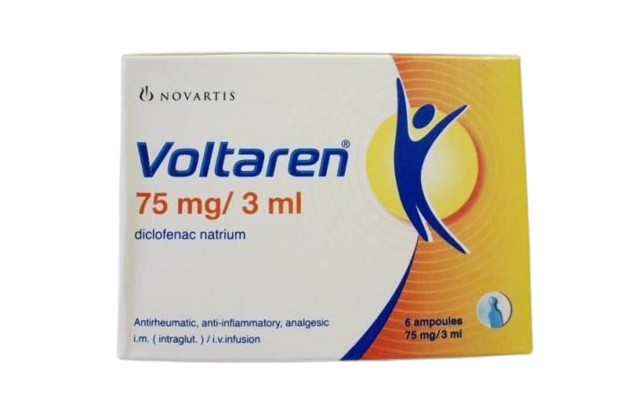 NOVARTIS
Voltaren®
75 mg/ 3 ml
diclofenac natrium
Antirheumatic, anti-inflammatory, analgesic
i.m. ( intraglut. ) / i.v.infusion
6 ampoules
75 mg/3 ml